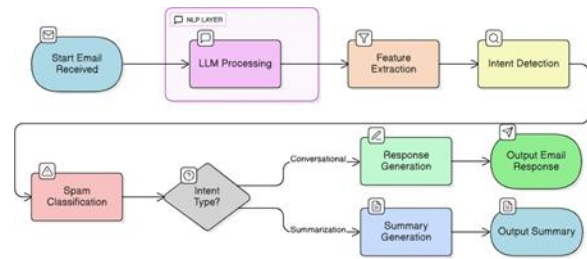 NLP LAYER
Start Email
Received
LLM Processing
Feature
Extraction
Intent Detection
Spam
Classification
Intent
Type?
Conversational
Response
Generation
Output Email
Response
Summarization
Summary
Generation
Output Summary